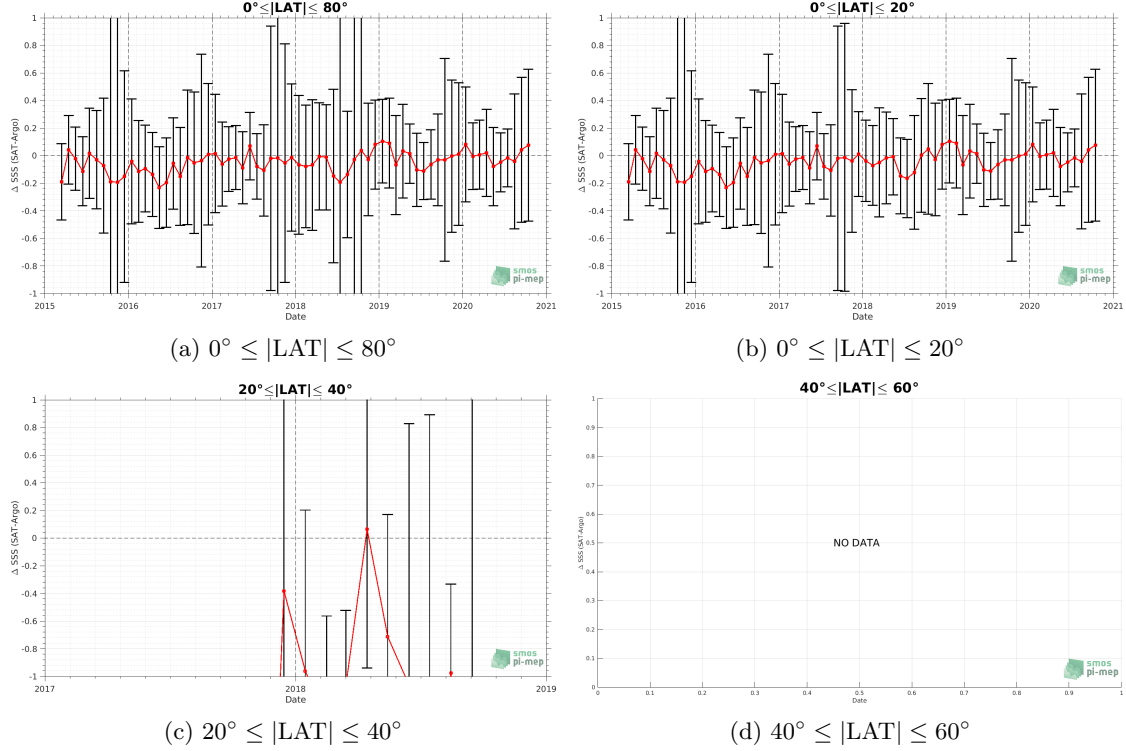 0°≤|LAT|≤ 80°
Δ SSS (SAT-Argo)
1
0.8
0.6
0.4
0.2
0
-0.2
-0.4
-0.6
-0.8
-1
2015 2016 2017 2018 2019 2020 2021
Date
smos
pi-mep
(a) 0° ≤ |LAT| ≤ 80°
0°≤|LAT|≤ 20°
Δ SSS (SAT-Argo)
1
0.8
0.6
0.4
0.2
0
-0.2
-0.4
-0.6
-0.8
-1
2015 2016 2017 2018 2019 2020 2021
Date
smos
pi-mep
(b) 0° ≤ |LAT| ≤ 20°
20°≤|LAT|≤ 40°
Δ SSS (SAT-Argo)
1
0.8
0.6
0.4
0.2
0
-0.2
-0.4
-0.6
-0.8
-1
2017 2018 2019
Date
smos
pi-mep
(c) 20° ≤ |LAT| ≤ 40°
40°≤|LAT|≤ 60°
Δ SSS (SAT-Argo)
1
0.9
0.8
0.7
0.6
0.5
0.4
0.3
0.2
0.1
0
NO DATA
0 0.1 0.2 0.3 0.4 0.5 0.6 0.7 0.8 0.9 1
Date
smos
pi-mep
(d) 40° ≤ |LAT| ≤ 60°